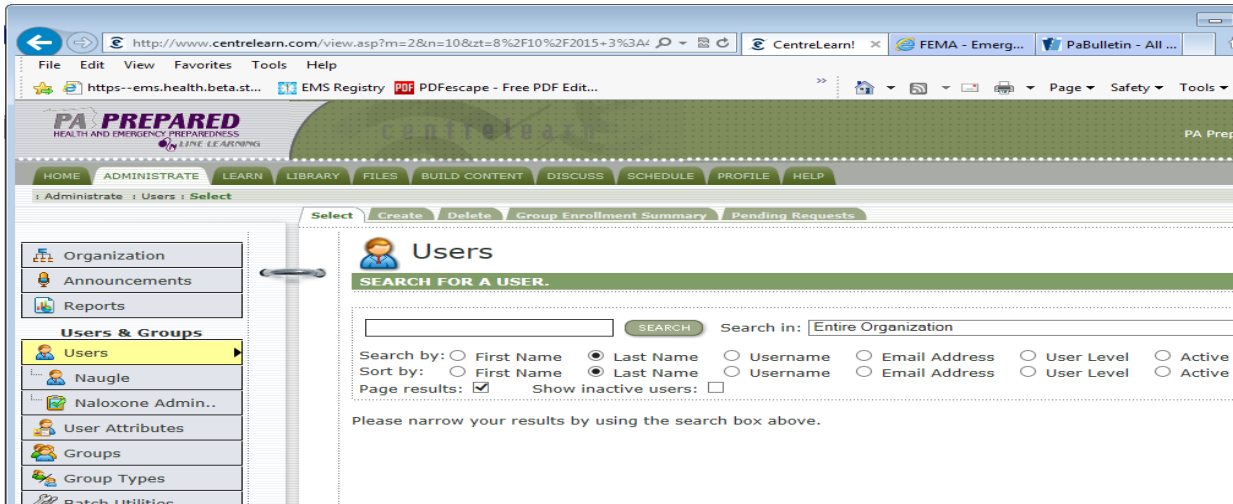 http://www.centrelearn.com/view.asp?m=2&n=10&zt=8%2F10%2F2015+3%3A4
CentreLearn!
FEMA - Emerg...
PaBulletin - All ...
File Edit View Favorites Tools Help
https--ems.health.beta.st... EMS Registry PDFescape - Free PDF Edit...
Page Safety Tools
PA PREPARED
HEALTH AND EMERGENCY PREPAREDNESS
ON LINE LEARNING
centrelearn
PA Prep
HOME ADMINISTRATE LEARN LIBRARY FILES BUILD CONTENT DISCUSS SCHEDULE PROFILE HELP
: Administrate : Users : Select
Select Create Delete Group Enrollment Summary Pending Requests
Organization
Announcements
Reports
Users & Groups
Users
Naugle
Naloxone Admin..
User Attributes
Groups
Group Types
Batch Utilities
Users
SEARCH FOR A USER.
SEARCH Search in: Entire Organization
Search by: First Name Last Name Username Email Address User Level Active
Sort by: First Name Last Name Username Email Address User Level Active
Page results: Show inactive users:
Please narrow your results by using the search box above.